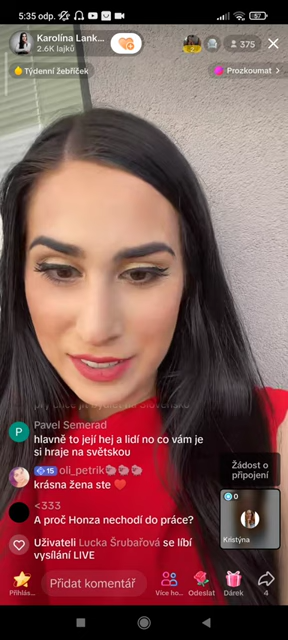 5:35 odp.
57
Karolína Lank...
2.6K lajků
375
Týdenní žebříček
Prozkoumat >
P
Pavel Semerad
hlavně to její hej a lidí no co vám je
si hraje na světskou
15 oli_petrik
krásna žena ste
<333
A proč Honza nechodí do práce?
Uživateli Lucka Šrubařová se líbí
vysílání LIVE
Žádost o
připojení
0
Kristýna
Přihlás...
Přidat komentář
Více ho...
Odeslat
Dárek
4